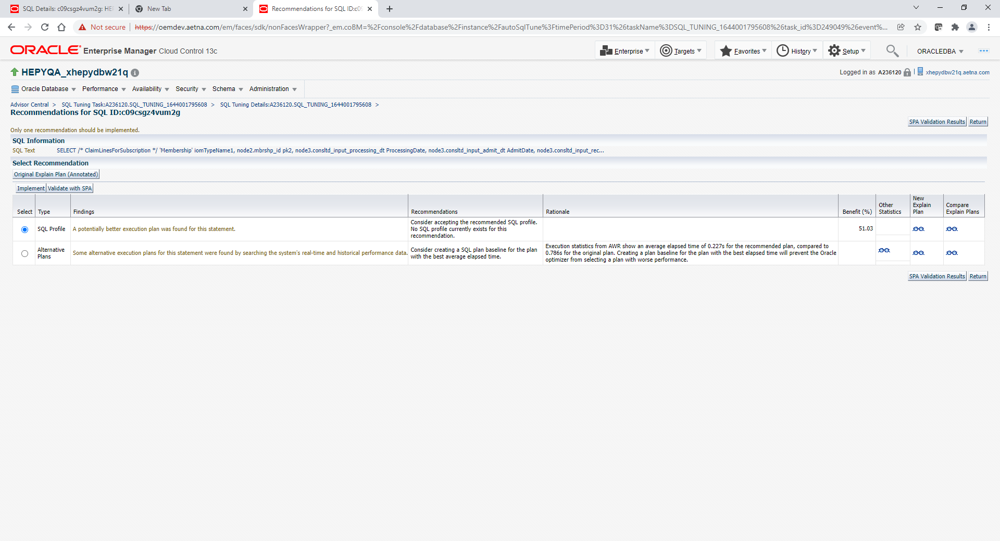 SQL Details: c09csgz4vum2g: HEP
New Tab
Recommendations for SQL ID:c09
Not secure
https://oemdev.aetna.com/em/faces/sdk/nonFacesWrapper?_em.coBM=%2Fconsole%2Fdatabase%2Finstance%2FautoSqlTune%3FtimePeriod%3D31%26taskName%3DSQL_TUNING_1644001795608%26task_id%3D249049%26event%...
ORACLE Enterprise Manager Cloud Control 13c
Enterprise
Targets
Favorites
History
Setup
ORACLEDBA
HEPYQA_xhepydbw21q
Logged in as A236120
xhepydbw21q.aetna.com
Oracle Database
Performance
Availability
Security
Schema
Administration
Advisor Central > SQL Tuning Task:A236120.SQL_TUNING_1644001795608 > SQL Tuning Details:A236120.SQL_TUNING_1644001795608 >
Recommendations for SQL ID:c09csgz4vum2g
SPA Validation Results
Return
Only one recommendation should be implemented.
SQL Information
SQL Text
SELECT /* ClaimLinesForSubscription */ 'Membership' iomTypeName1, node2.mbrshp_id pk2, node3.consltd_input_processing_dt ProcessingDate, node3.consltd_input_admit_dt AdmitDate, node3.consltd_input_rec...
Select Recommendation
Original Explain Plan (Annotated)
Implement
Validate with SPA
Select
Type
Findings
Recommendations
Rationale
Benefit (%)
Other
Statistics
New
Explain
Plan
Compare
Explain Plans
SQL Profile
A potentially better execution plan was found for this statement.
Consider accepting the recommended SQL profile.
No SQL profile currently exists for this
recommendation.
51.03
Alternative
Plans
Some alternative execution plans for this statement were found by searching the system's real-time and historical performance data.
Consider creating a SQL plan baseline for the plan
with the best average elapsed time.
Execution statistics from AWR show an average elapsed time of 0.227s for the recommended plan, compared to
0.786s for the original plan. Creating a plan baseline for the plan with the best elapsed time will prevent the Oracle
optimizer from selecting a plan with worse performance.
SPA Validation Results
Return